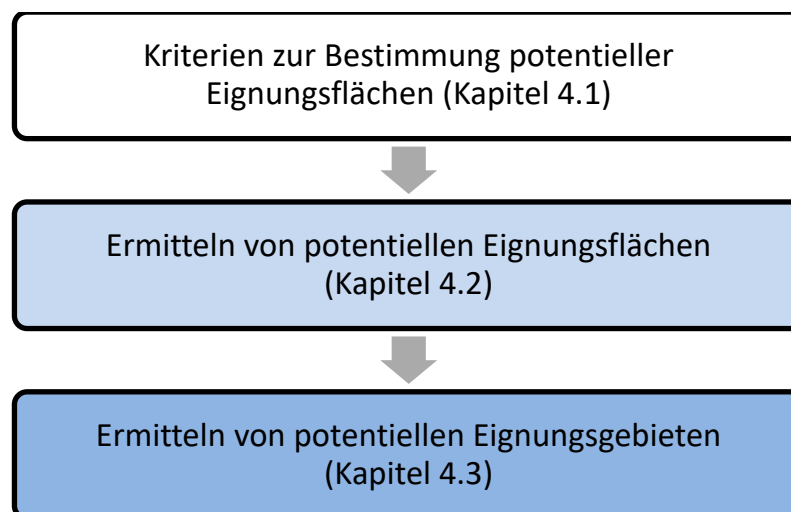 Kriterien zur Bestimmung potentieller
Eignungsflächen (Kapitel 4.1)
Ermitteln von potentiellen Eignungsflächen
(Kapitel 4.2)
Ermitteln von potentiellen Eignungsgebieten
(Kapitel 4.3)